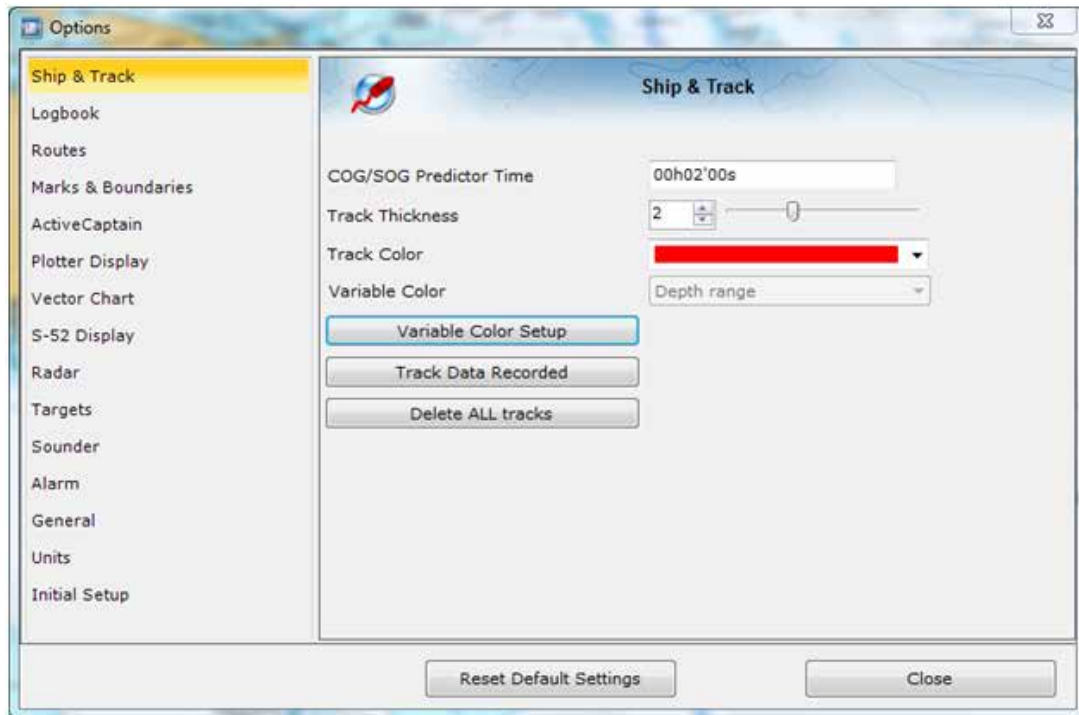 Options
Ship & Track
Logbook
Routes
Marks & Boundaries
ActiveCaptain
Plotter Display
Vector Chart
S-52 Display
Radar
Targets
Sounder
Alarm
General
Units
Initial Setup
Ship & Track
COG/SOG Predictor Time 00h02'00s
Track Thickness 2
Track Color
Variable Color Depth range
Variable Color Setup
Track Data Recorded
Delete ALL tracks
Reset Default Settings Close